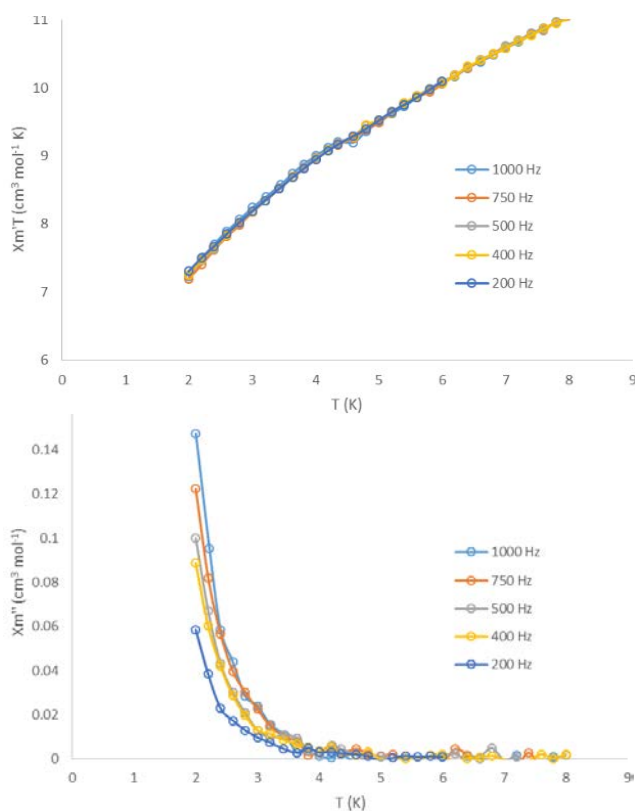 11
10
9
8
7
6
Xm'T (cm³ mol⁻¹ K)
1000 Hz
750 Hz
500 Hz
400 Hz
200 Hz
0 1 2 3 4 5 6 7 8 9
T (K)
0.14
0.12
0.1
0.08
0.06
0.04
0.02
0
Xm" (cm³ mol⁻¹)
1000 Hz
750 Hz
500 Hz
400 Hz
200 Hz
0 1 2 3 4 5 6 7 8 9
T (K)